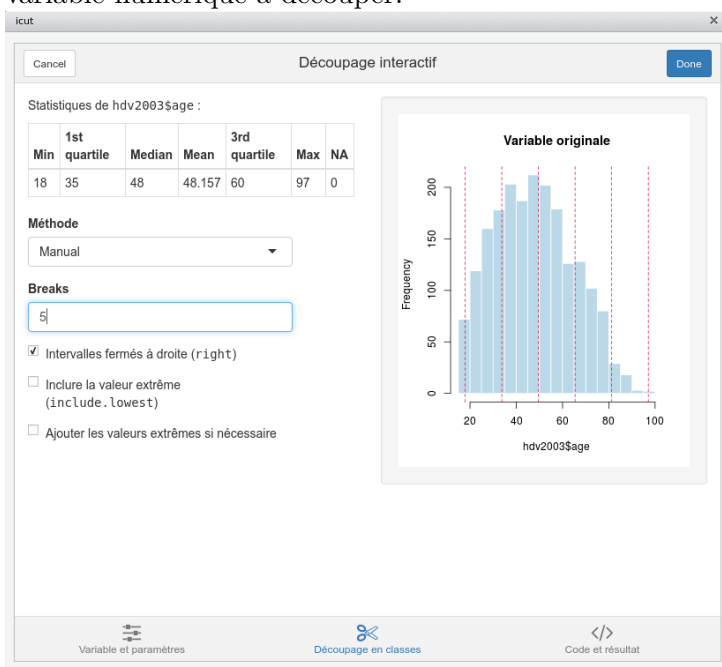 variable numérique à découper.
icut ×
Cancel Découpage interactif Done
Statistiques de hdv2003$age :
Min 1st quartile Median Mean 3rd quartile Max NA
18 35 48 48.157 60 97 0
Méthode
Manual
Breaks
5
Intervalles fermés à droite (right)
Inclure la valeur extrême
(include.lowest)
Ajouter les valeurs extrêmes si nécessaire
Variable originale
Frequency
200
150
100
50
0
20 40 60 80 100
hdv2003$age
Variable et paramètres Découpage en classes Code et résultat